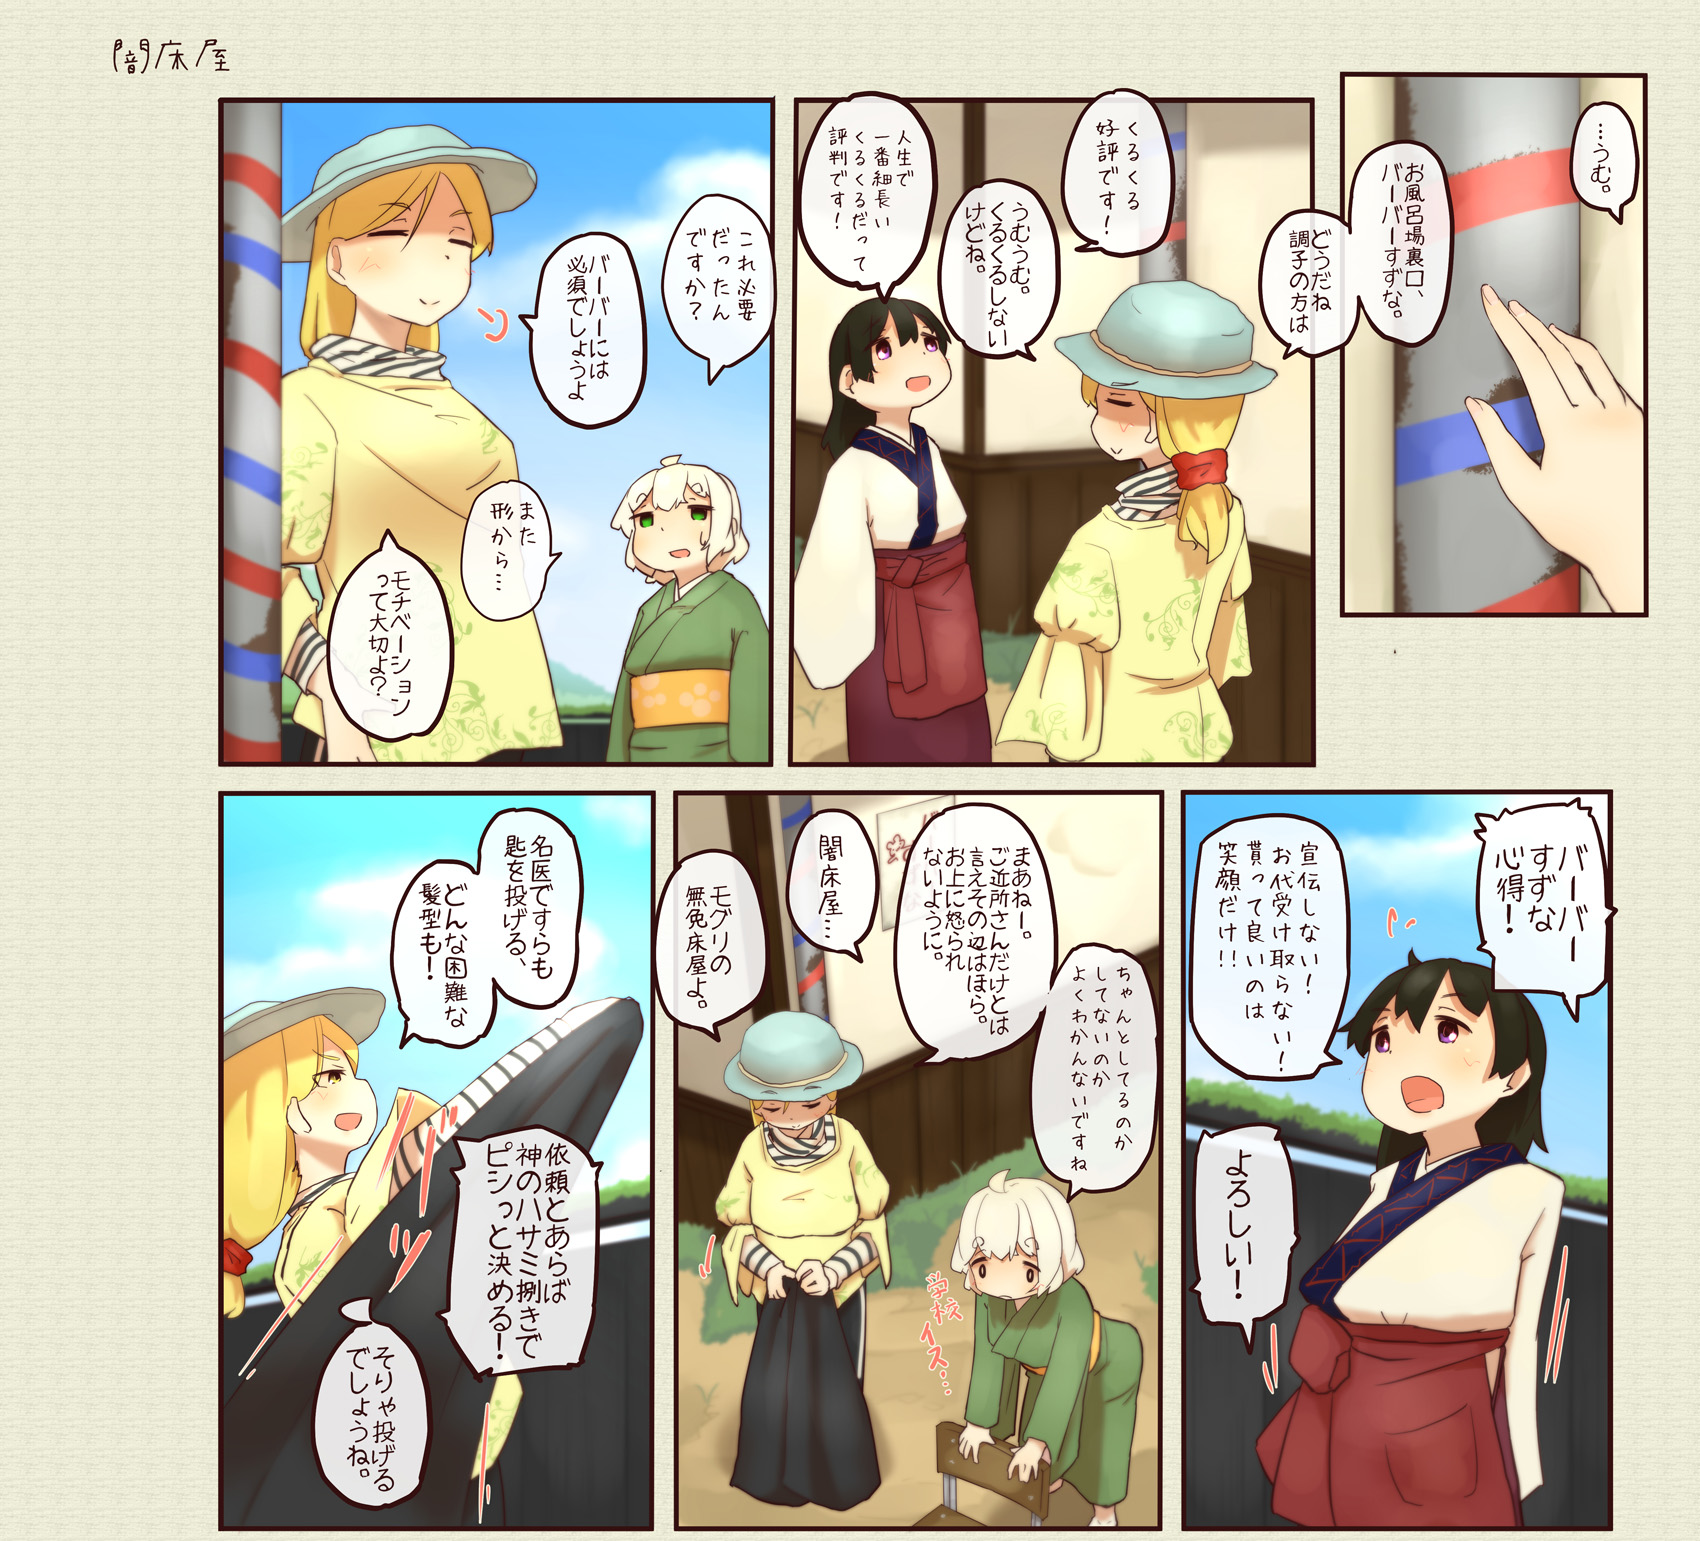 闇床屋
…うむ。
お風呂場裏口、
バーバーすずな。
どうだね
調子の方は
くるくる
好評です！
うむうむ。
くるくるしない
けどね。
人生で
一番細長い
くるくるだって
評判です！
これ必要
だったん
ですか？
バーバーには
必須でしょうよ
また
形から…
モチベーション
って大切よ？
バーバー
すずな
心得！
宣伝しない！
お代受け取らない！
貰って良いのは
笑顔だけ!!
よろしい！
ちゃんとしてるのか
してないのか
よくわかんないですね
まあねー。
ご近所さんだけとは
言えその辺はほら。
お上に怒られ
ないように。
闇床屋…
モグリの
無免床屋よ。
学校
イス…
名医ですらも
匙を投げる、
どんな困難な
髪型も！
依頼とあらば
神のハサミ捌きで
ピシっと決める！
そりゃ投げる
でしょうね。